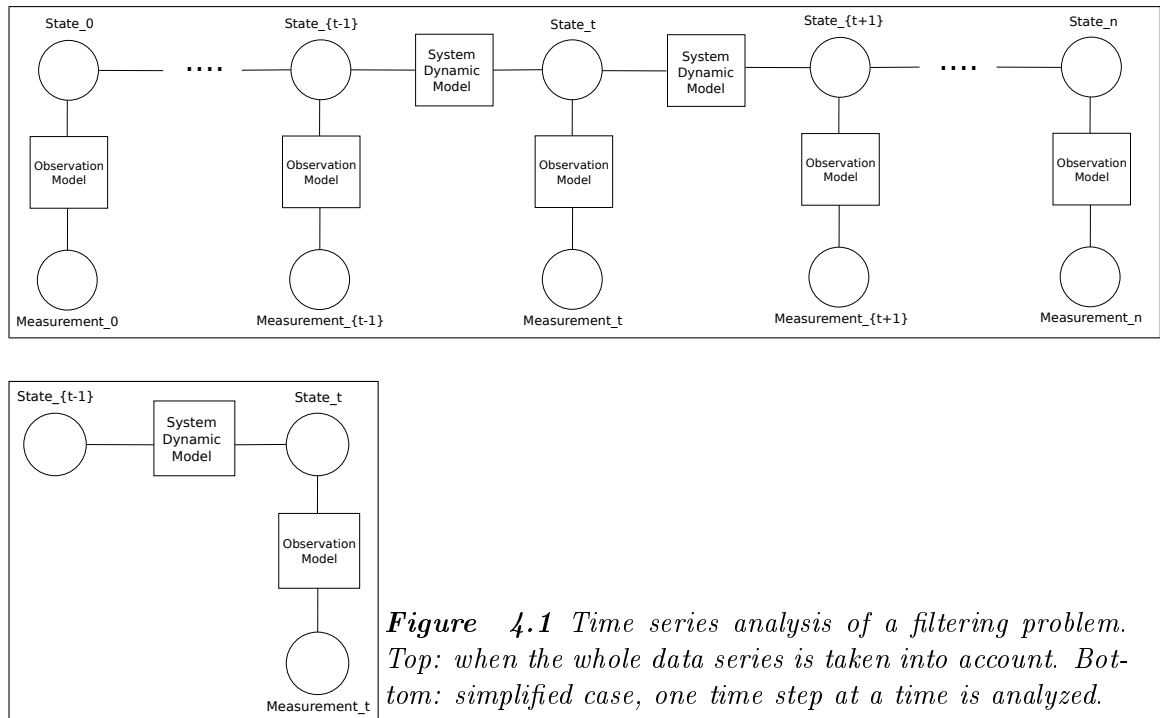 State_0
State_{t-1}
State_t
State_{t+1}
State_n
....
System
Dynamic
Model
System
Dynamic
Model
....
Observation
Model
Observation
Model
Observation
Model
Observation
Model
Observation
Model
Measurement_0
Measurement_{t-1}
Measurement_t
Measurement_{t+1}
Measurement_n
State_{t-1}
State_t
System
Dynamic
Model
Observation
Model
Measurement_t
Figure 4.1 Time series analysis of a filtering problem.
Top: when the whole data series is taken into account. Bot-
tom: simplified case, one time step at a time is analyzed.